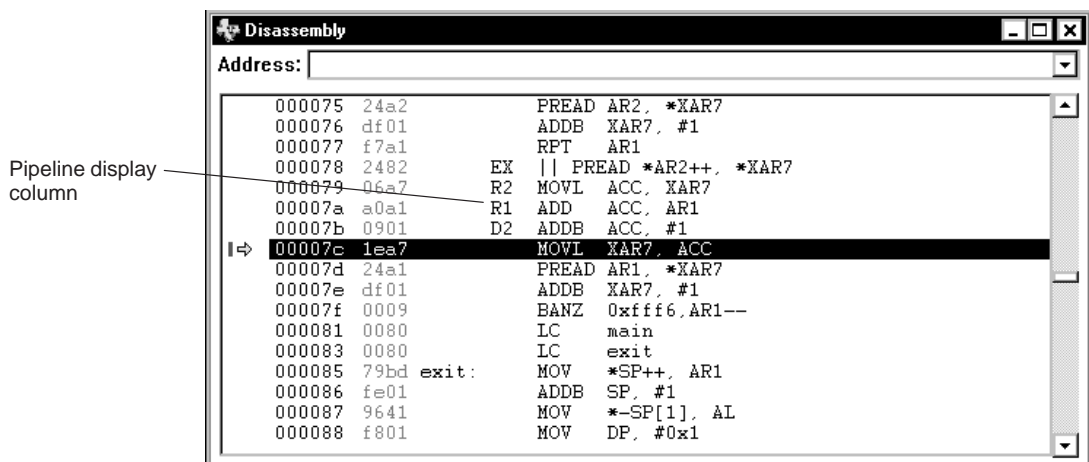 Disassembly
Address:
000075 24a2 PREAD AR2, *XAR7
000076 df01 ADDB XAR7, #1
000077 f7a1 RPT AR1
000078 2482 EX || PREAD *AR2++, *XAR7
000079 06a7 R2 MOVL ACC, XAR7
00007a a0a1 R1 ADD ACC, AR1
00007b 0901 D2 ADDB ACC, #1
00007c 1ea7 MOVL XAR7, ACC
00007d 24a1 PREAD AR1, *XAR7
00007e df01 ADDB XAR7, #1
00007f 0009 BANZ 0xfff6,AR1--
000081 0080 LC main
000083 0080 LC exit
000085 79bd exit: MOV *SP++, AR1
000086 fe01 ADDB SP, #1
000087 9641 MOV *-SP[1], AL
000088 f801 MOV DP, #0x1
Pipeline display
column